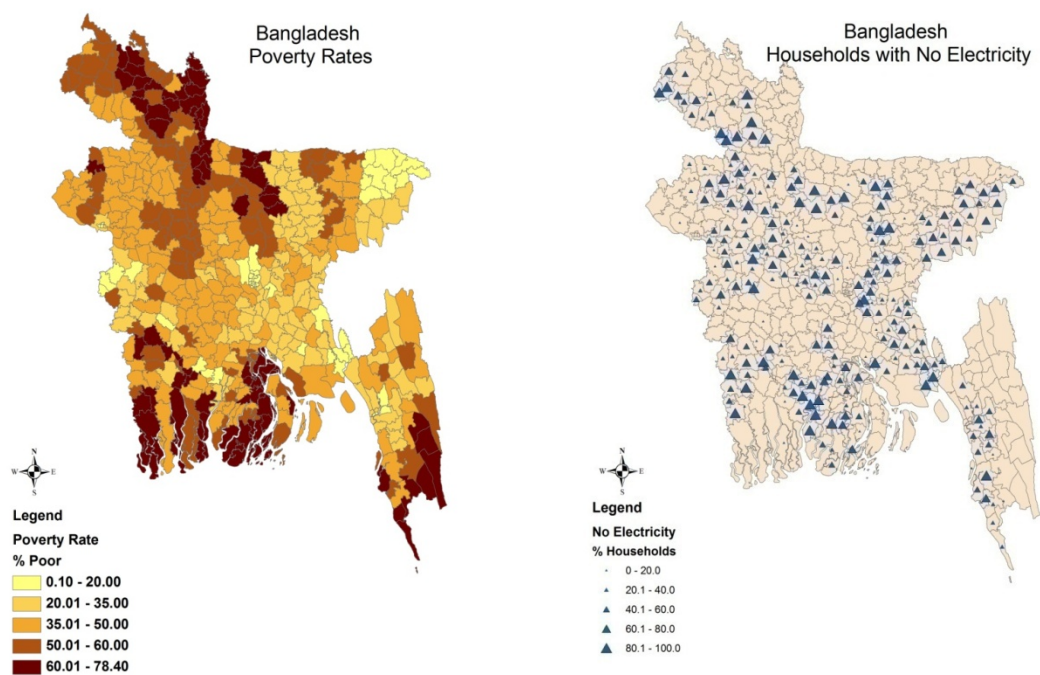 Bangladesh
Poverty Rates
N
W E
S
Legend
Poverty Rate
% Poor
0.10 - 20.00
20.01 - 35.00
35.01 - 50.00
50.01 - 60.00
60.01 - 78.40
Bangladesh
Households with No Electricity
N
W E
S
Legend
No Electricity
% Households
0 - 20.0
20.1 - 40.0
40.1 - 60.0
60.1 - 80.0
80.1 - 100.0